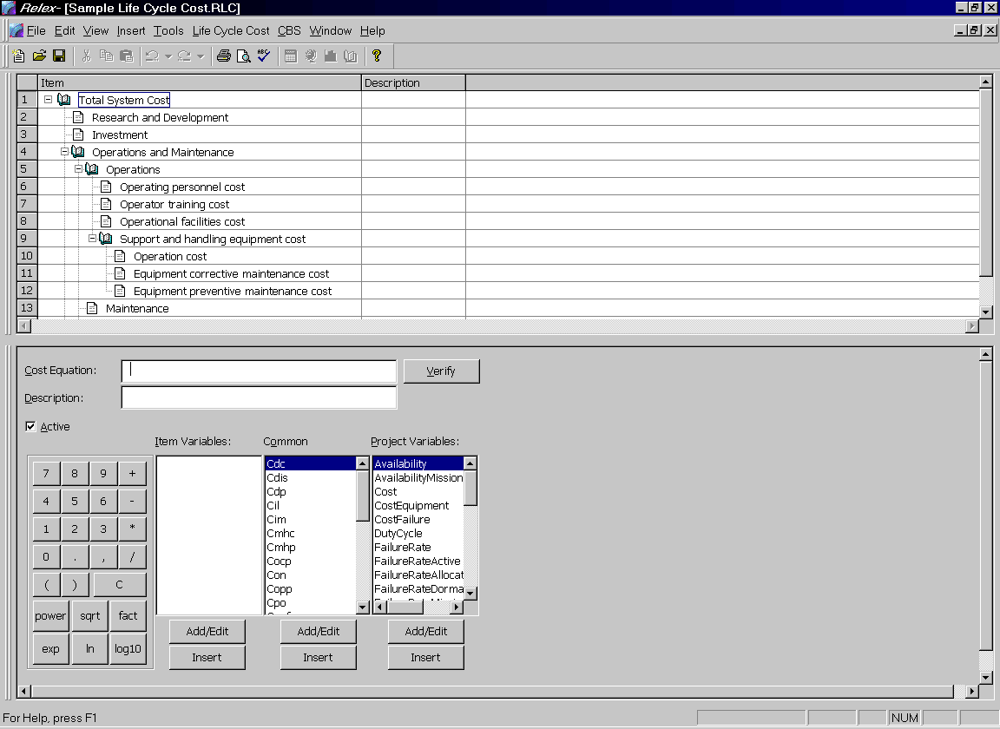 Relex - [Sample Life Cycle Cost.RLC]
File Edit View Insert Tools Life Cycle Cost CBS Window Help
Item Description
1 Total System Cost
2 Research and Development
3 Investment
4 Operations and Maintenance
5 Operations
6 Operating personnel cost
7 Operator training cost
8 Operational facilities cost
9 Support and handling equipment cost
10 Operation cost
11 Equipment corrective maintenance cost
12 Equipment preventive maintenance cost
13 Maintenance
Cost Equation: Verify
Description:
Active
Item Variables: Common Project Variables:
7 8 9 +
4 5 6 -
1 2 3 *
0 . , /
( ) C
power sqrt fact
exp ln log10
Cdc
Cdis
Cdp
Cil
Cim
Cmhc
Cmhp
Cocp
Con
Copp
Cpo
Availability
AvailabilityMission
Cost
CostEquipment
CostFailure
DutyCycle
FailureRate
FailureRateActive
FailureRateAllocat
FailureRateDorma
Add/Edit Add/Edit Add/Edit
Insert Insert Insert
For Help, press F1 NUM